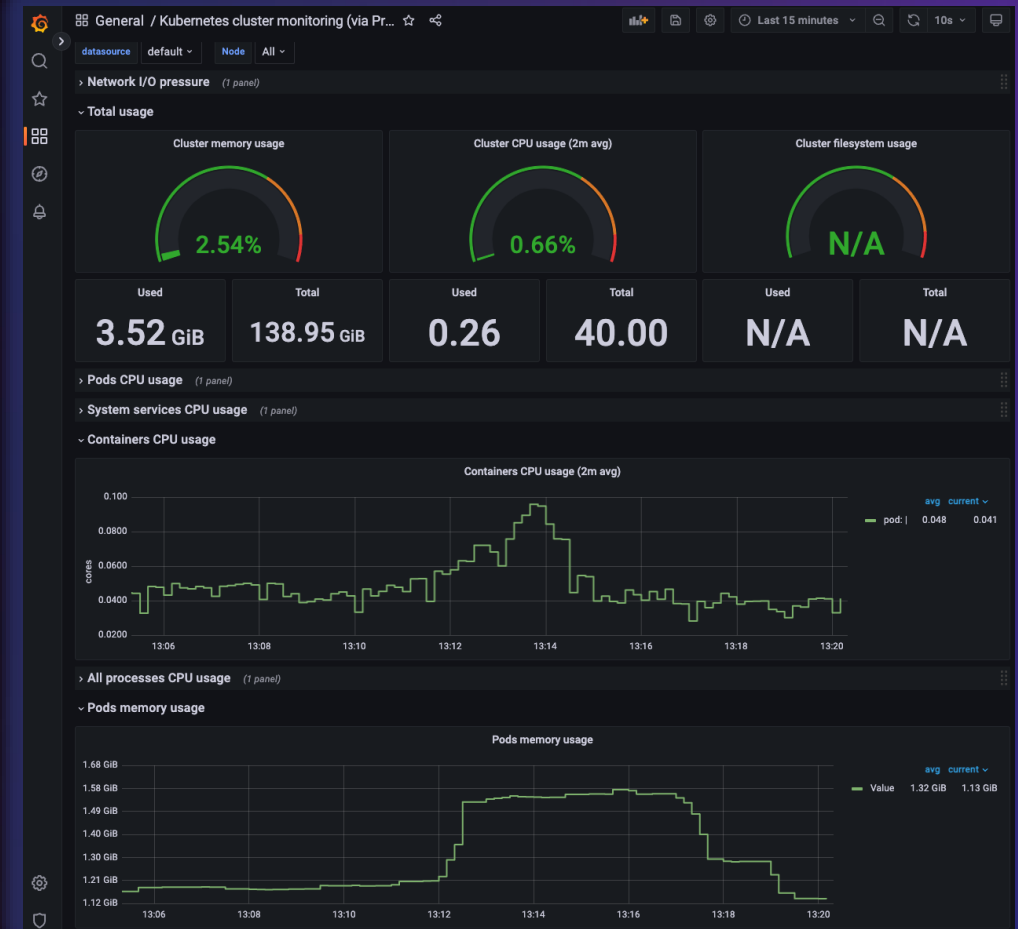 General / Kubernetes cluster monitoring (via Pr...
Last 15 minutes
10s
datasource default Node All
Network I/O pressure (1 panel)
Total usage
Cluster memory usage
2.54%
Cluster CPU usage (2m avg)
0.66%
Cluster filesystem usage
N/A
Used
3.52 GiB
Total
138.95 GiB
Used
0.26
Total
40.00
Used
N/A
Total
N/A
Pods CPU usage (1 panel)
System services CPU usage (1 panel)
Containers CPU usage
Containers CPU usage (2m avg)
cores
0.100
0.0800
0.0600
0.0400
0.0200
13:06 13:08 13:10 13:12 13:14 13:16 13:18 13:20
avg current
pod: | 0.048 0.041
All processes CPU usage (1 panel)
Pods memory usage
Pods memory usage
1.68 GiB
1.58 GiB
1.49 GiB
1.40 GiB
1.30 GiB
1.21 GiB
1.12 GiB
13:06 13:08 13:10 13:12 13:14 13:16 13:18 13:20
avg current
Value 1.32 GiB 1.13 GiB